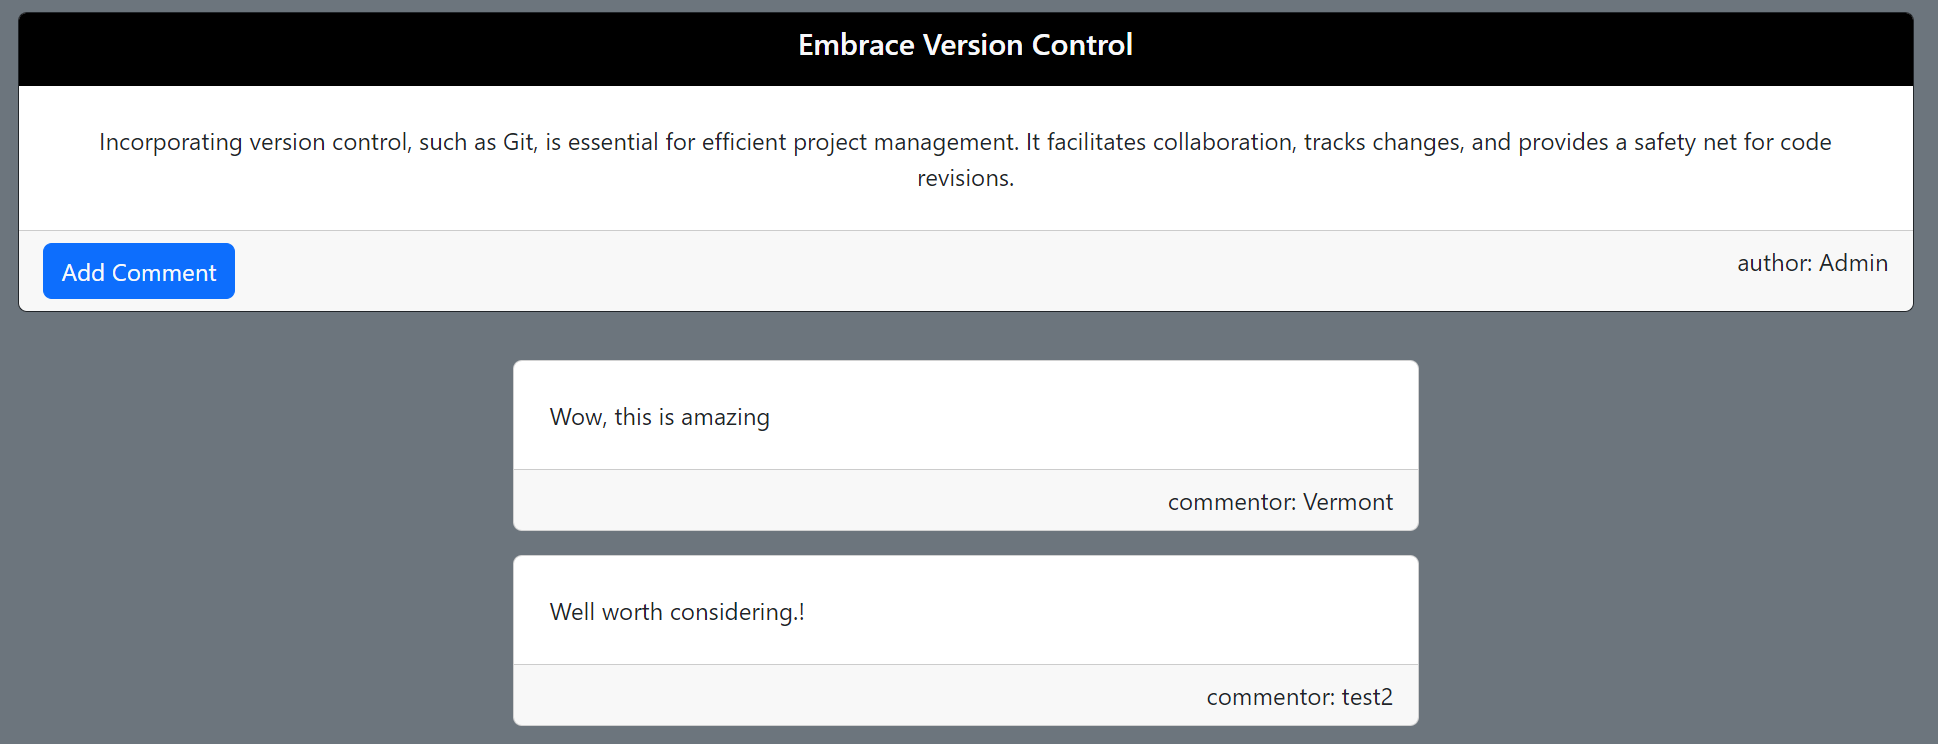 Embrace Version Control
Incorporating version control, such as Git, is essential for efficient project management. It facilitates collaboration, tracks changes, and provides a safety net for code
revisions.
Add Comment
author: Admin
Wow, this is amazing
commentor: Vermont
Well worth considering.!
commentor: test2